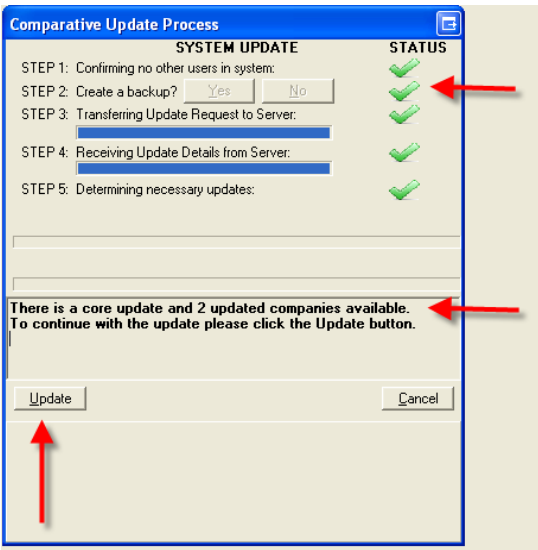 Comparative Update Process
SYSTEM UPDATE STATUS
STEP 1: Confirming no other users in system:
STEP 2: Create a backup? Yes No
STEP 3: Transferring Update Request to Server:
STEP 4: Receiving Update Details from Server:
STEP 5: Determining necessary updates:
There is a core update and 2 updated companies available.
To continue with the update please click the Update button.
Update Cancel